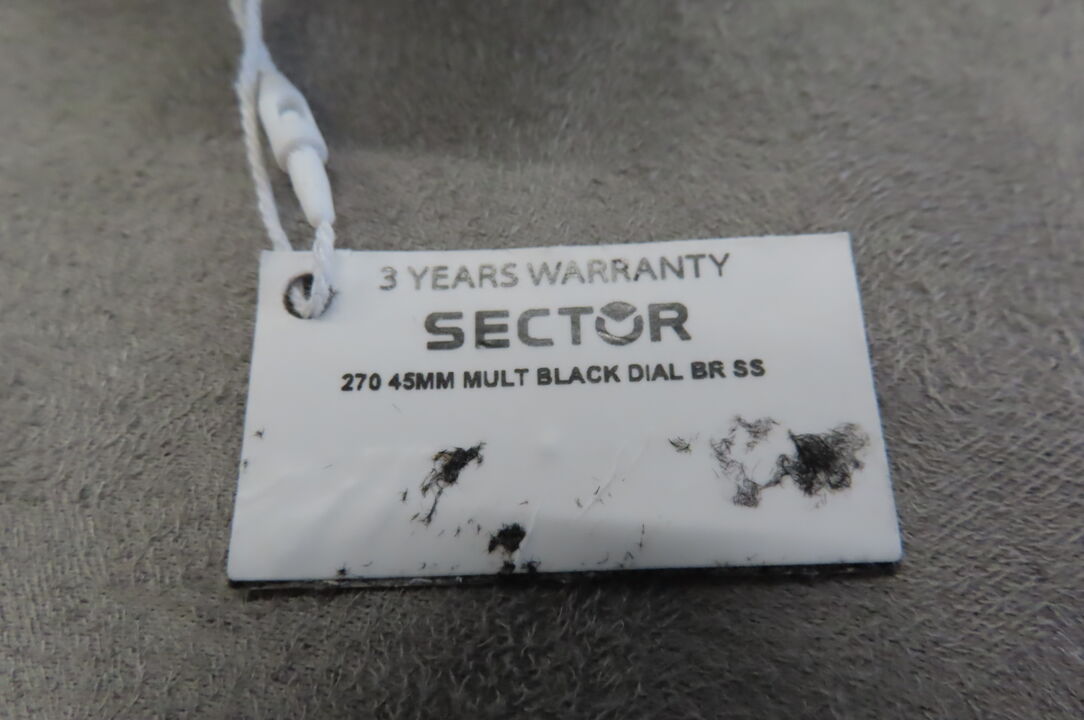 3 YEARS WARRANTY
SECTOR
270 45MM MULT BLACK DIAL BR SS